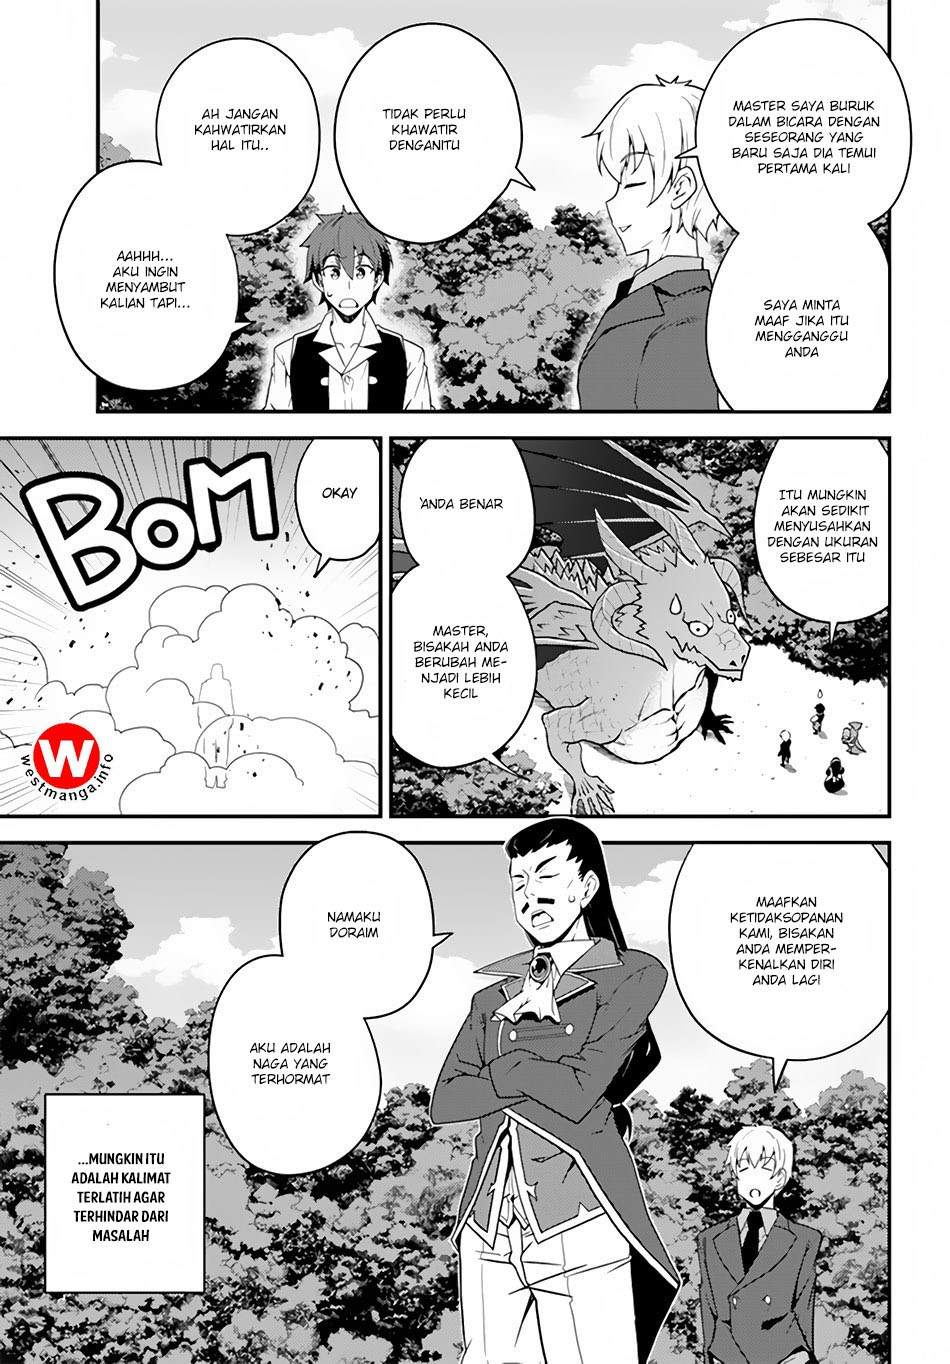 MASTER SAYA BURUK
DALAM BICARA DENGAN
SESEORANG YANG
BARU SAJA DIA TEMUI
PERTAMA KALI
SAYA MINTA
MAAF JIKA ITU
MENGGANGGU
ANDA
TIDAK PERLU
KHAWATIR
DENGANITU
AH JANGAN
KAHWATIRKAN
HAL ITU..
AAHHH...
AKU INGIN
MENYAMBUT
KALIAN TAPI...
ITU MUNGKIN
AKAN SEDIKIT
MENYUSAHKAN
DENGAN UKURAN
SEBESAR ITU
'ANDA BENAR
MASTER,
BISAKAH ANDA
BERUBAH ME-
NJADI LEBIH
KECIL
OKAY
BOM
W
westmanga.info
MAAFKAN
KETIDAKSOPANAN
KAMI, BISAKAN
ANDA MEMPER-
KENALKAN DIRI
ANDA LAGI
NAMAKU
DORAIM
AKU ADALAH
NAGA YANG
TERHORMAT
...MUNGKIN ITU
ADALAH KALIMAT
TERLATIH AGAR
TERHINDAR DARI
MASALAH